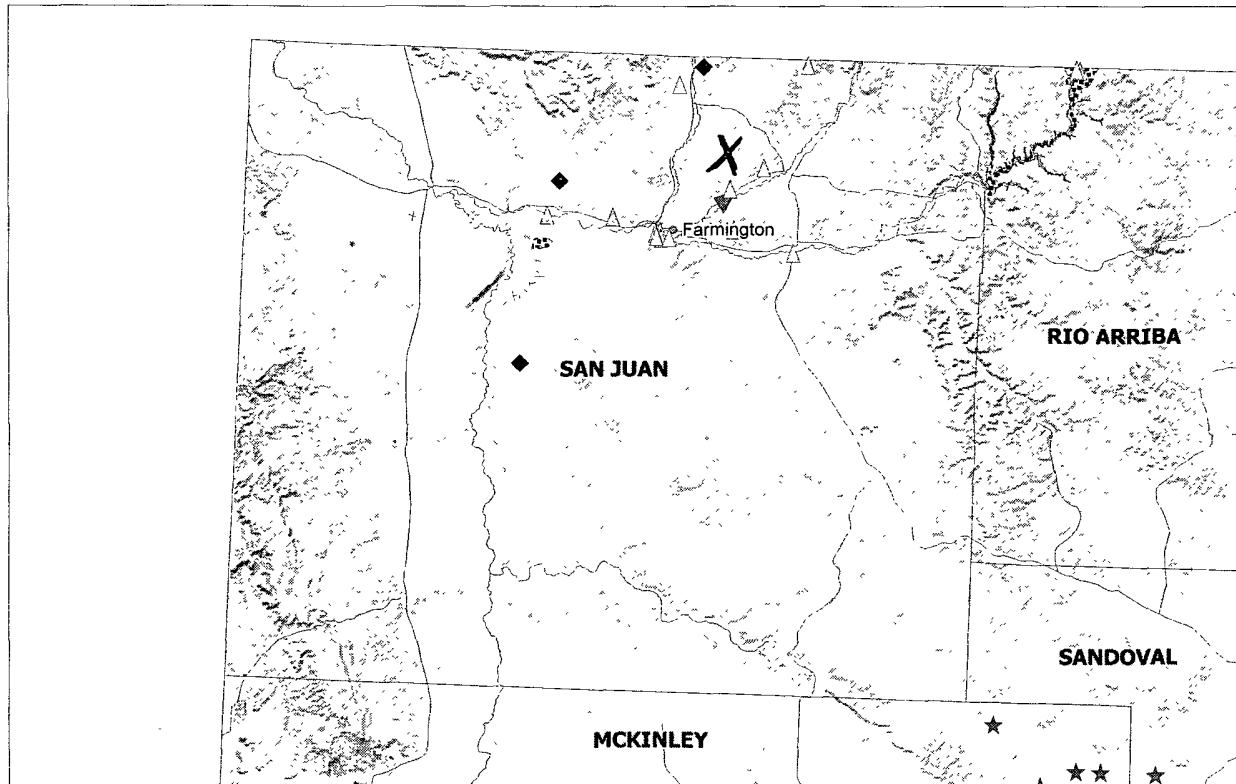 X
Farmington
RIO ARRIBA
SAN JUAN
SANDOVAL
MCKINLEY